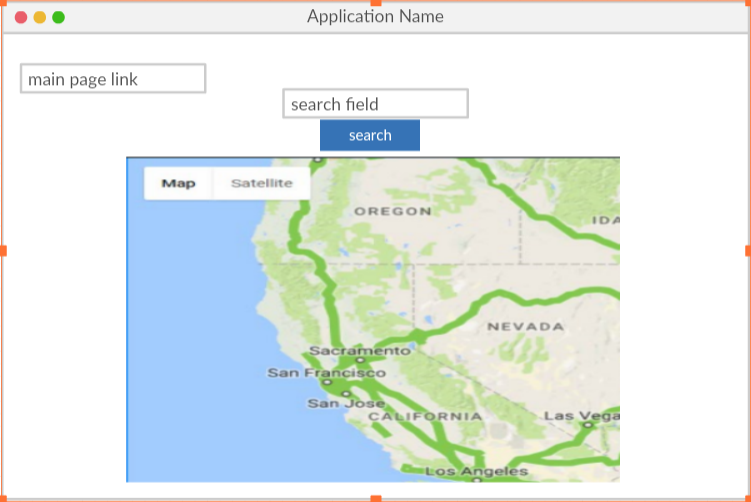 Application Name
main page link
search field
search
Map Satellite
OREGON
IDA
NEVADA
Sacramento
San Francisco
San Jose
CALIFORNIA
Las Vega
Los Angeles